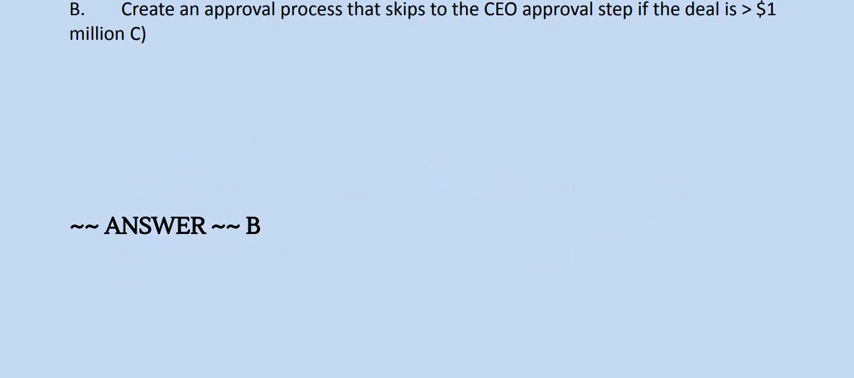 B. Create an approval process that skips to the CEO approval step if the deal is > $1
million C)
~~ ANSWER ~~ B